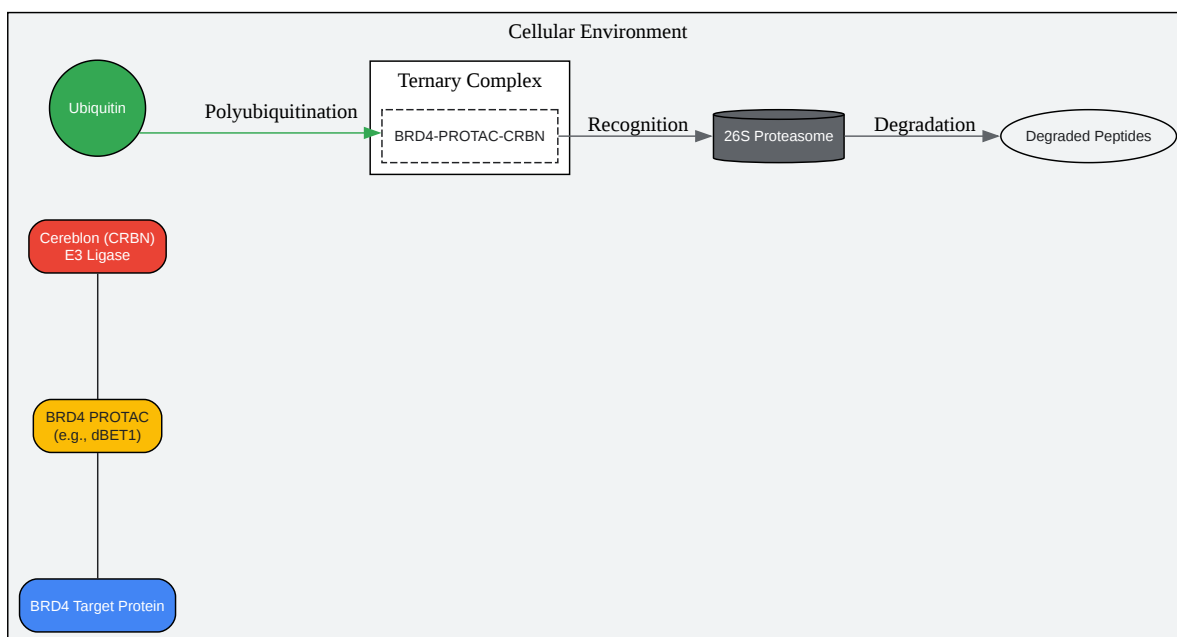 Cellular Environment
Ubiquitin
Polyubiquitination
Ternary Complex
BRD4-PROTAC-CRBN
Recognition
26S Proteasome
Degradation
Degraded Peptides
Cereblon (CRBN)
E3 Ligase
BRD4 PROTAC
(e.g., dBET1)
BRD4 Target Protein